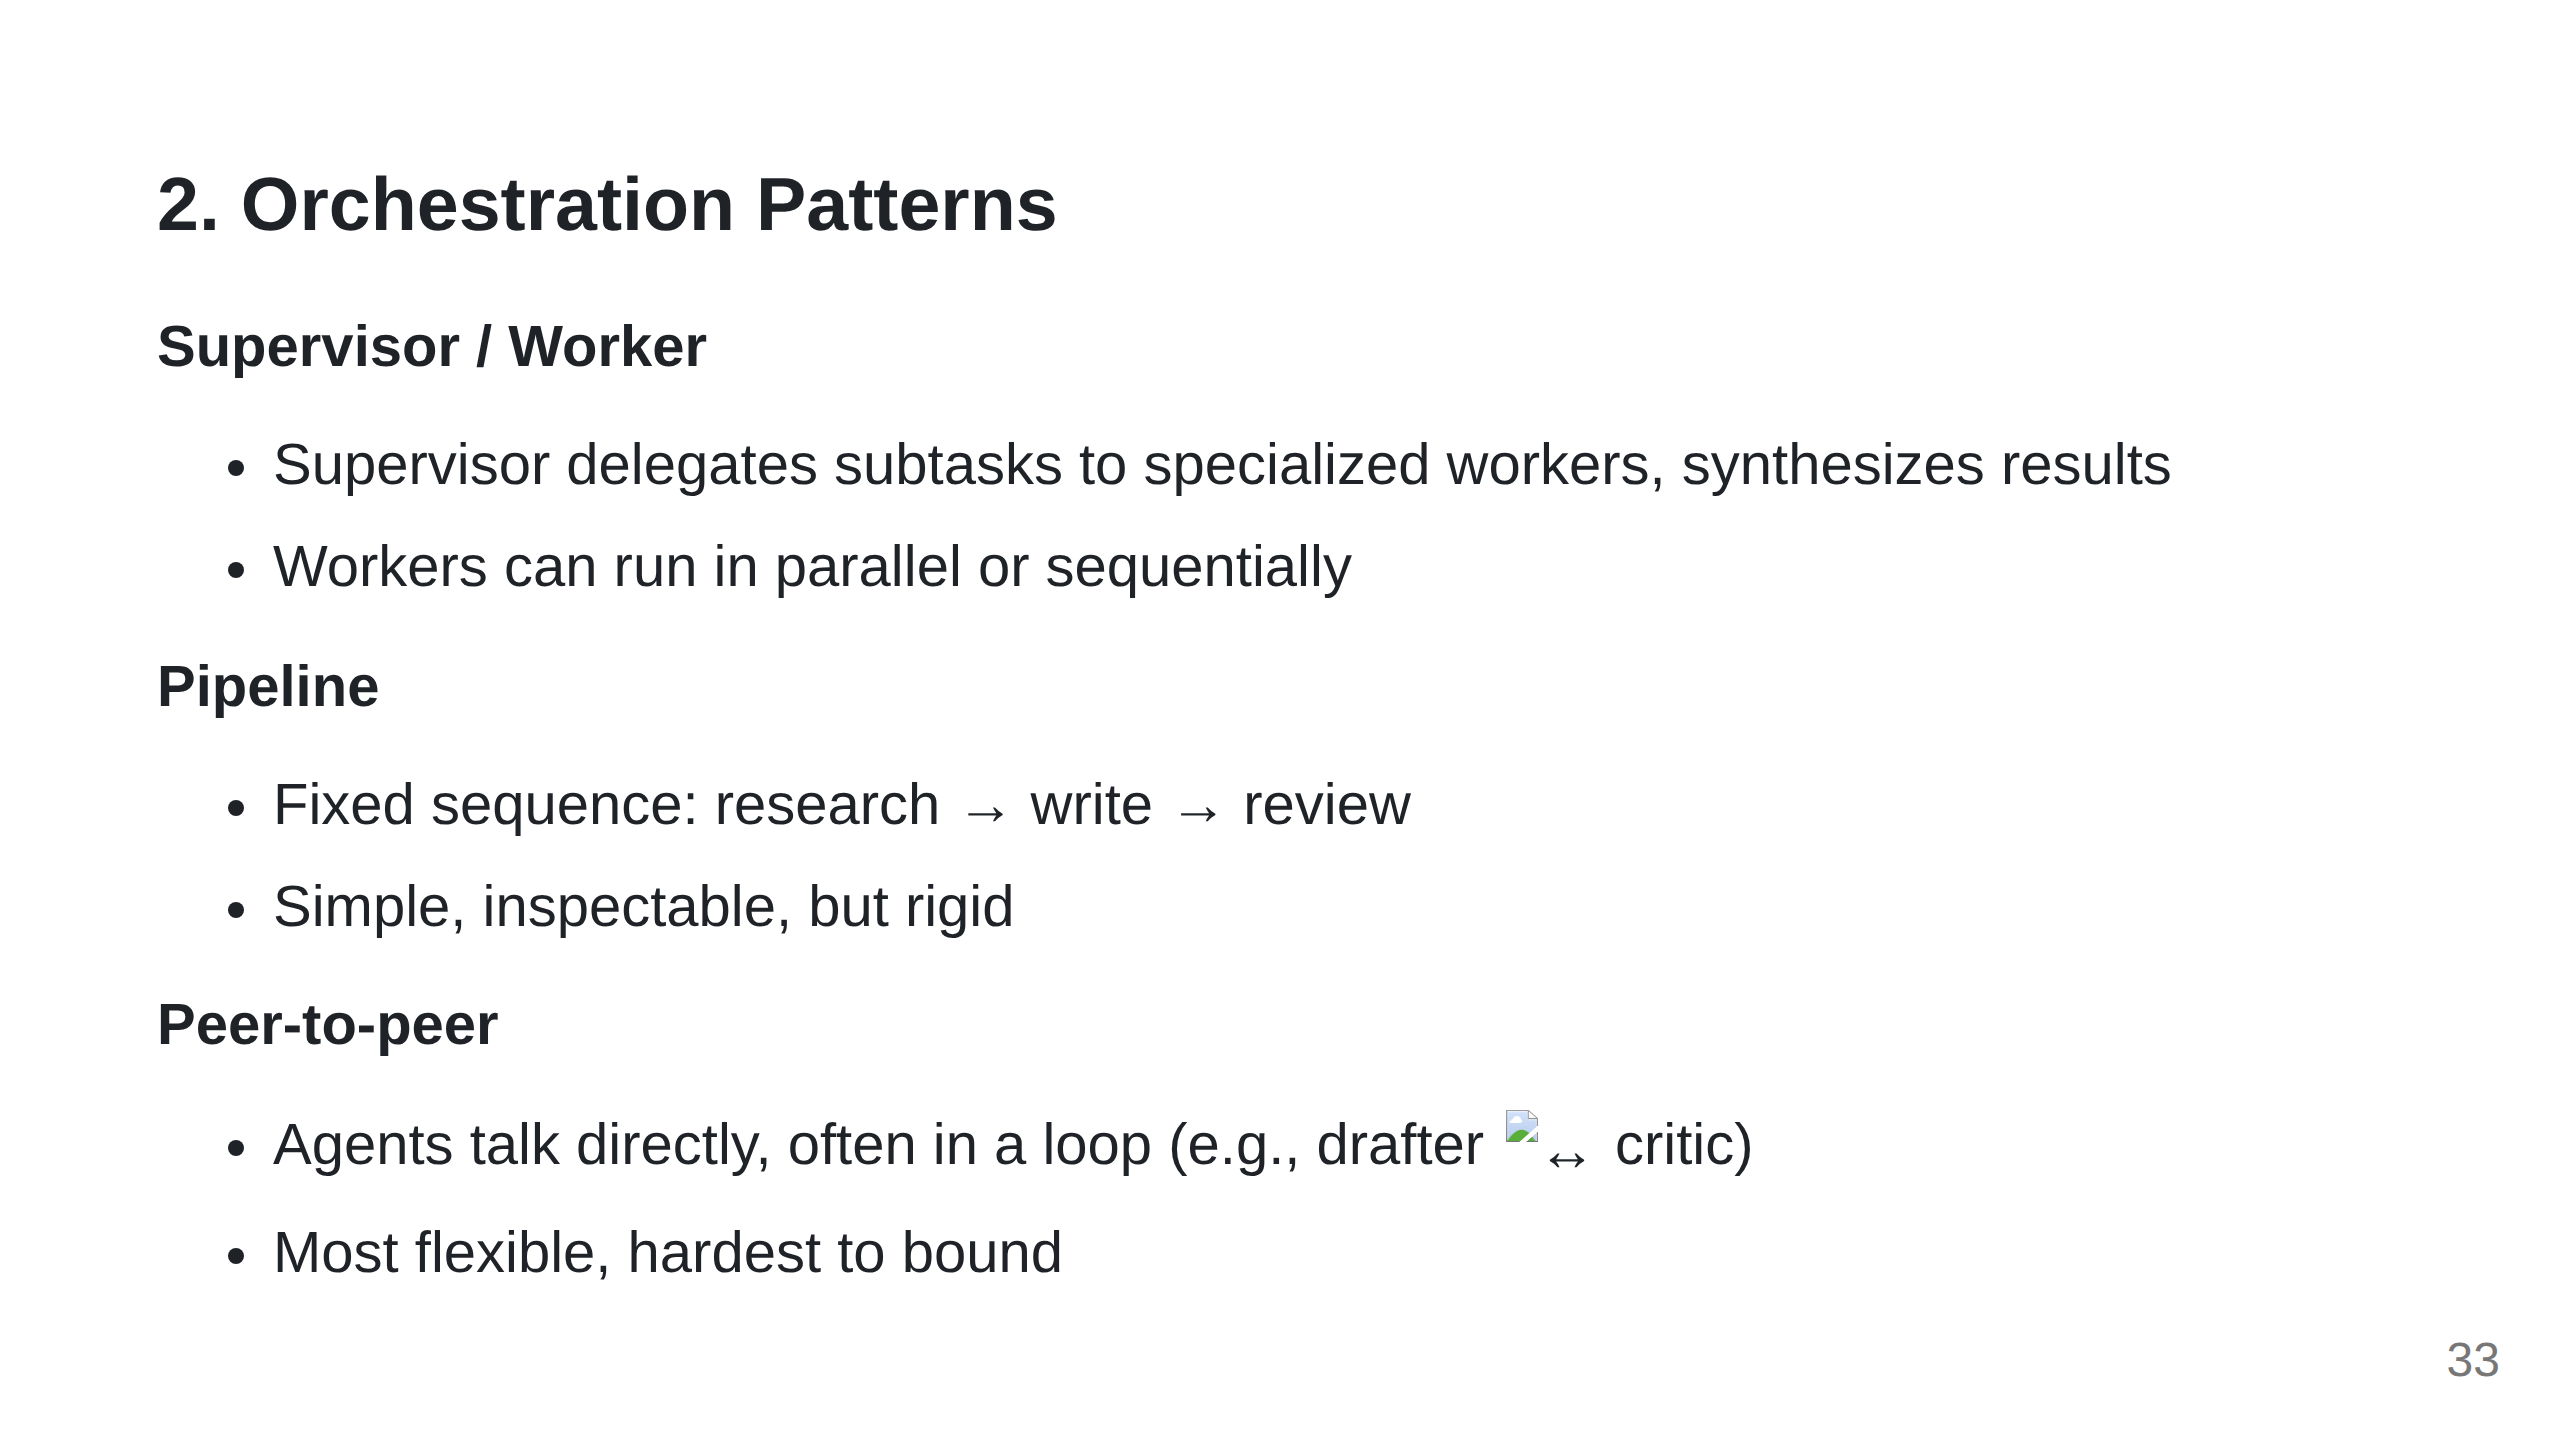 2. Orchestration Patterns
Supervisor / Worker
• Supervisor delegates subtasks to specialized workers, synthesizes results
• Workers can run in parallel or sequentially
Pipeline
• Fixed sequence: research → write → review
• Simple, inspectable, but rigid
Peer-to-peer
• Agents talk directly, often in a loop (e.g., drafter ↔ critic)
• Most flexible, hardest to bound
33